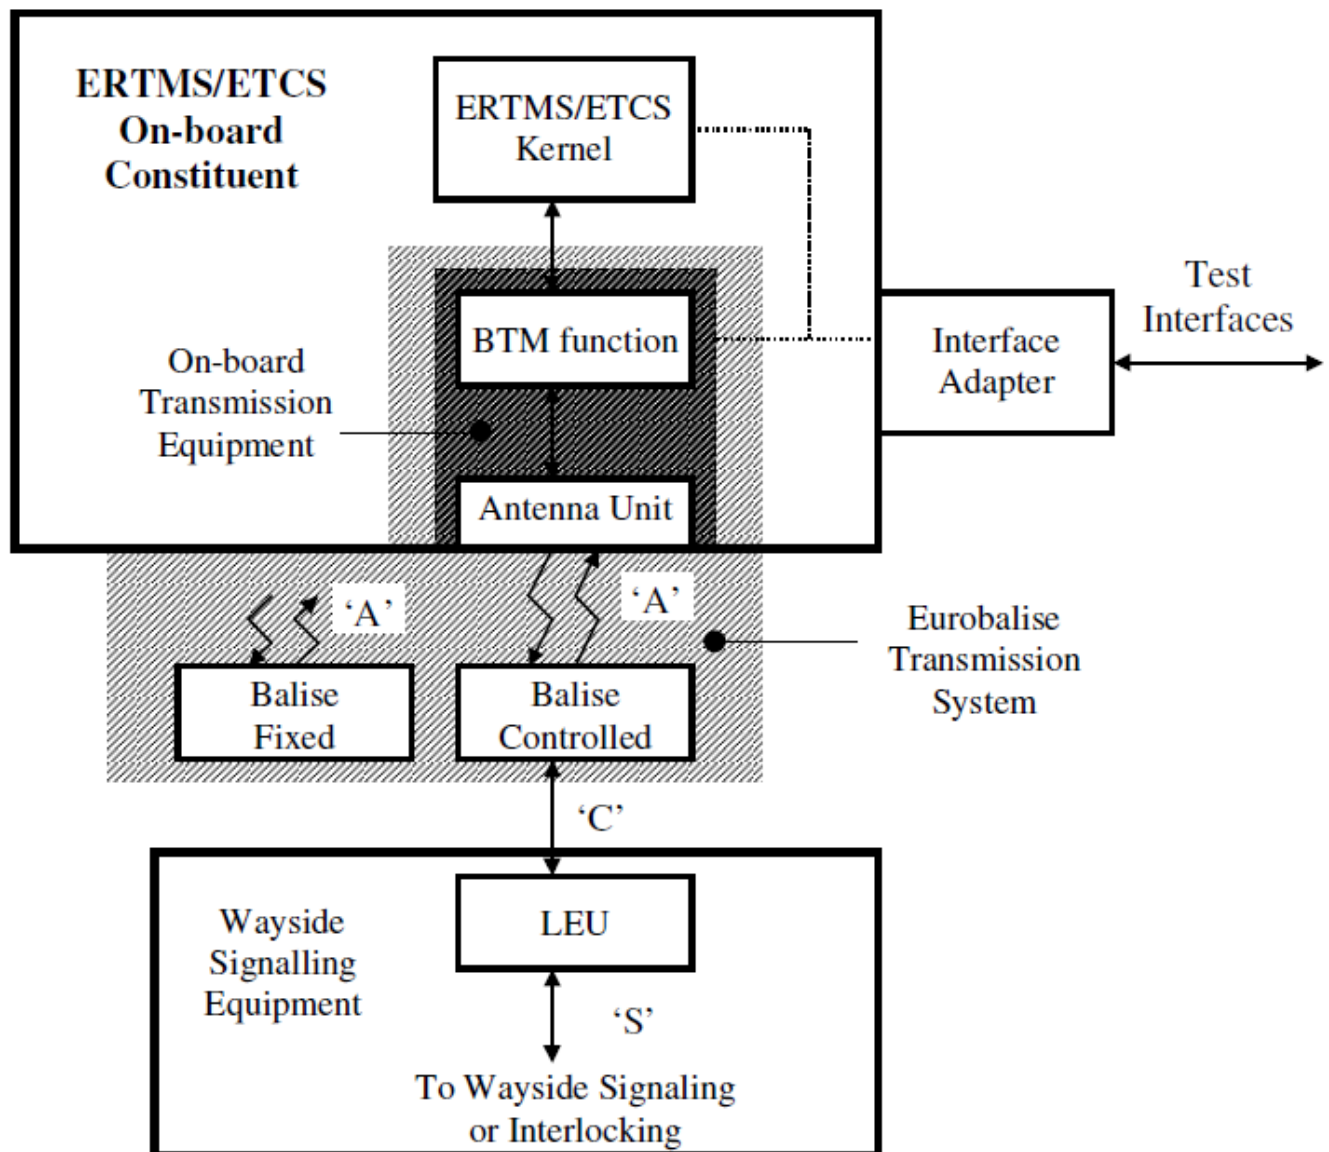 ERTMS/ETCS
On-board
Constituent
ERTMS/ETCS
Kernel
BTM function
On-board
Transmission
Equipment
Antenna Unit
Interface
Adapter
Test
Interfaces
‘A’
‘A’
Balise
Fixed
Balise
Controlled
Eurobalise
Transmission
System
‘C’
Wayside
Signalling
Equipment
LEU
‘S’
To Wayside Signaling
or Interlocking